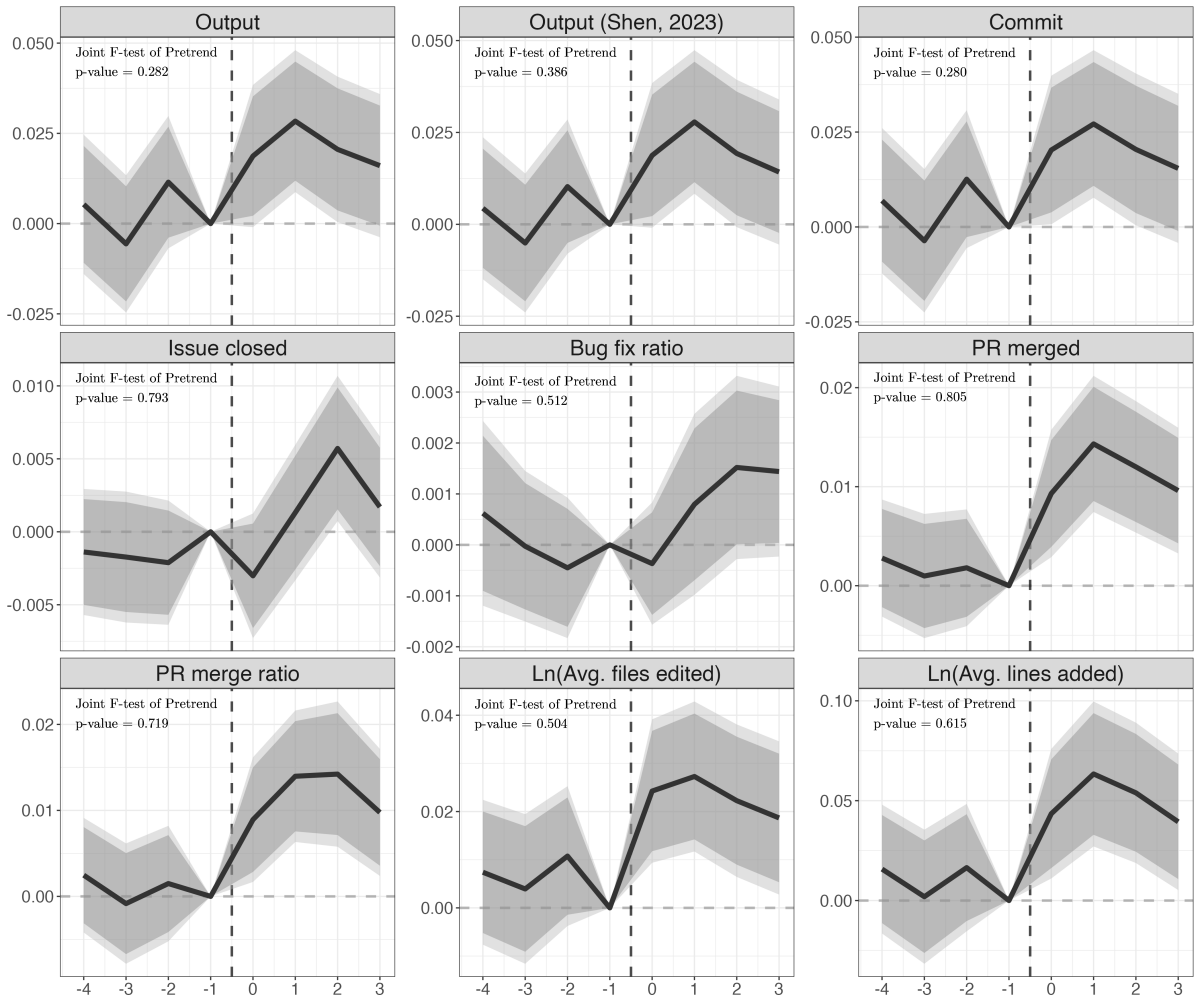 Output
0.050
0.025
0.000
-0.025
Joint F-test of Pretrend
p-value = 0.282
Output (Shen, 2023)
0.050
0.025
0.000
-0.025
Joint F-test of Pretrend
p-value = 0.386
Commit
0.050
0.025
0.000
-0.025
Joint F-test of Pretrend
p-value = 0.280
Issue closed
0.010
0.005
0.000
-0.005
Joint F-test of Pretrend
p-value = 0.793
Bug fix ratio
0.003
0.002
0.001
0.000
-0.001
-0.002
Joint F-test of Pretrend
p-value = 0.512
PR merged
0.02
0.01
0.00
Joint F-test of Pretrend
p-value = 0.805
PR merge ratio
0.02
0.01
0.00
Joint F-test of Pretrend
p-value = 0.719
-4 -3 -2 -1 0 1 2 3
Ln(Avg. files edited)
0.04
0.02
0.00
Joint F-test of Pretrend
p-value = 0.504
-4 -3 -2 -1 0 1 2 3
Ln(Avg. lines added)
0.10
0.05
0.00
Joint F-test of Pretrend
p-value = 0.615
-4 -3 -2 -1 0 1 2 3